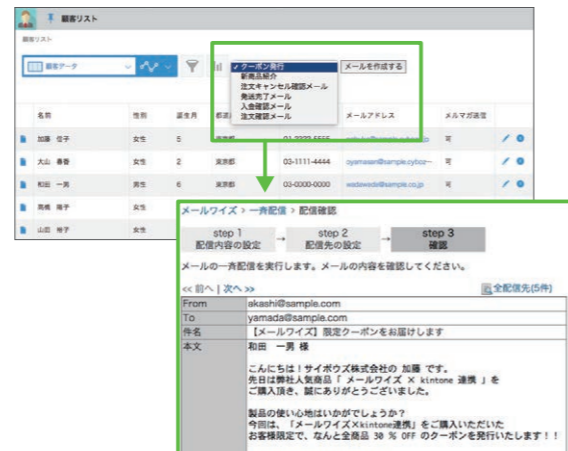 顧客リスト
顧客リスト
顧客データ
✓クーポン発行
新商品紹介
注文キャンセル確認メール
発送完了メール
入会確認メール
注文確認メール
メールを作成する
名前 性別 誕生月 メールアドレス メルマガ送信
加藤 信子 女性 5 東京都 可
大山 春香 女性 2 東京都 03-1111-4444 可
和田 一男 男性 6 東京都 03-0000-0000 wadawada@sample.co.jp 可
高橋 陽子 女性
山田 裕子 女性
メールワイズ > 一斉配信 > 配信確認
step 1
配信内容の設定
→
step 2
配信先の設定
→
step 3
確認
メールの一斉配信を実行します。メールの内容を確認してください。
<< 前へ | 次へ >> 全配信先(5件)
From akashi@sample.com
To yamada@sample.com
件名 【メールワイズ】限定クーポンをお届けします
本文 和田 一男 様
こんにちは！サイボウズ株式会社の 加藤 です。
先日は弊社人気商品「 メールワイズ × kintone 連携 」を
ご購入頂き、誠にありがとうございました。
製品の使い心地はいかがでしょうか？
今回は、「メールワイズ×kintone連携」をご購入いただいた
お客様限定で、なんと全商品 30 % OFF のクーポンを発行いたします！！